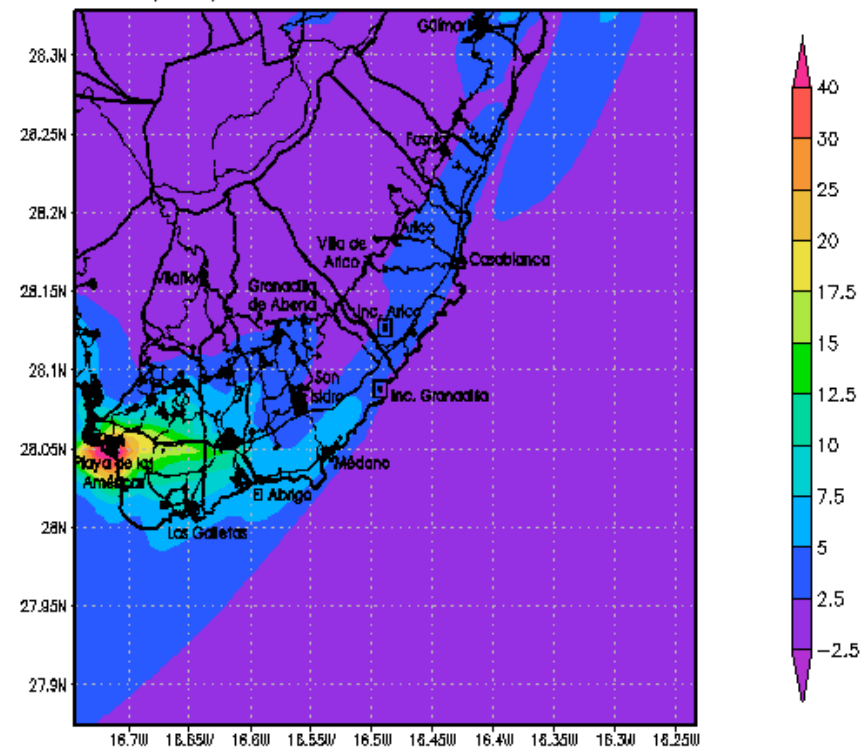 Güimar
28.3N
40
28.25N
Fasnia
30
25
28.2N
Arico
Villa de
Arico
Casablanca
20
Vilaflor
Granadilla
de Abona
28.15N
17.5
Inc. Arico
15
28.1N
San
Isidro
Inc. Granadilla
12.5
28.05N
10
Playa de las
Américas
Médano
Abrigo
7.5
28N
Las Galletas
5
27.95N
2.5
-2.5
27.9N
16.7W 16.65W 16.6W 16.55W 16.5W 16.45W 16.4W 16.35W 16.3W 16.25W